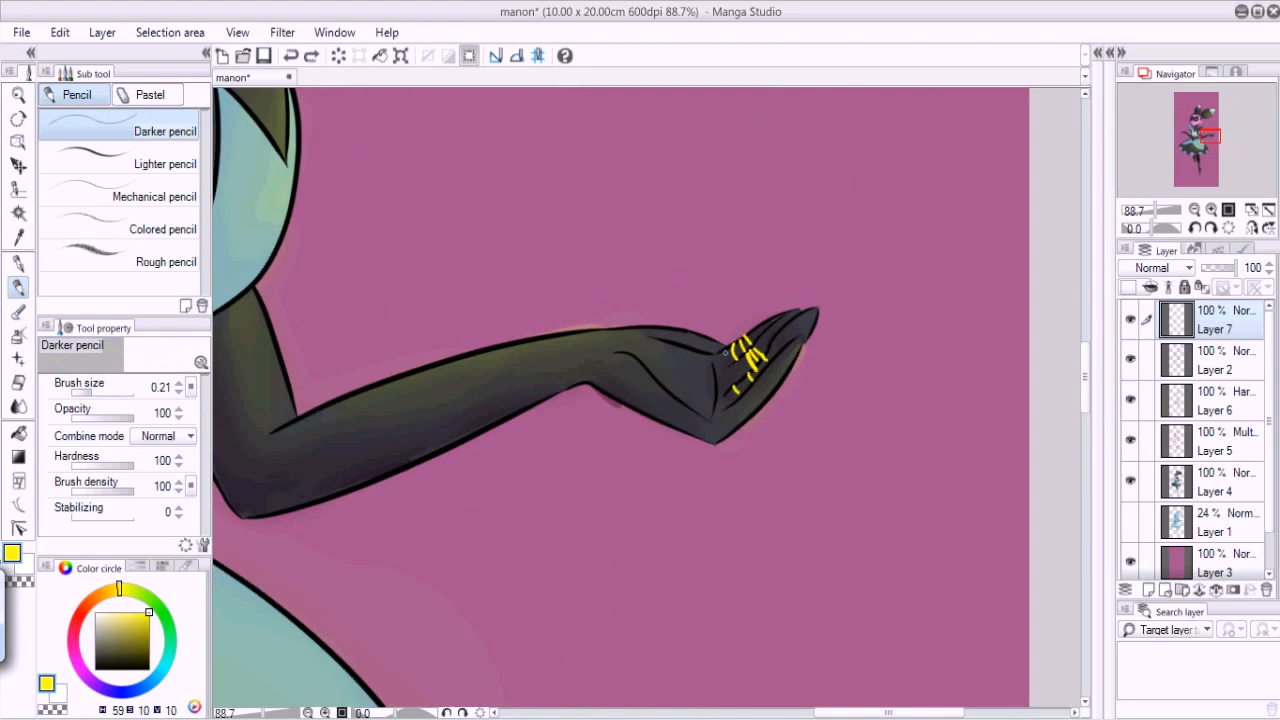 manon* (10.00 x 20.00cm 600dpi 88.7%) - Manga Studio
File Edit Layer Selection area View Filter Window Help
Sub tool
manon*
Navigator
Pencil Pastel
Darker pencil
Lighter pencil
Mechanical pencil
Colored pencil
Rough pencil
88.7
0.0
Layer
Normal 100
100 % Nor...
Layer 7
100 % Nor...
Layer 2
100 % Har...
Layer 6
100 % Mult...
Layer 5
100 % Nor...
Layer 4
24 % Norm...
Layer 1
100 % Nor...
Layer 3
Tool property
Darker pencil
Brush size 0.21
Opacity 100
Combine mode Normal
Hardness 100
Brush density 100
Stabilizing 0
Color circle
Search layer
Target layer
59 10 10
88.7 0.0